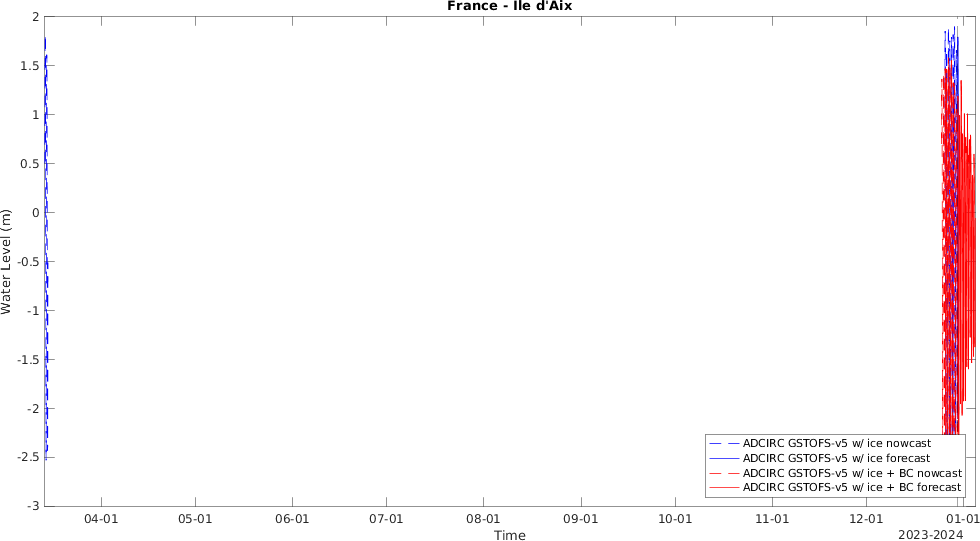 France - Ile d'Aix
2
1.5
1
0.5
0
-0.5
-1
-1.5
-2
-2.5
-3
Water Level (m)
ADCIRC GSTOFS-v5 w/ ice nowcast
ADCIRC GSTOFS-v5 w/ ice forecast
ADCIRC GSTOFS-v5 w/ ice + BC nowcast
ADCIRC GSTOFS-v5 w/ ice + BC forecast
04-01 05-01 06-01 07-01 08-01 09-01 10-01 11-01 12-01 01-01
Time
2023-2024